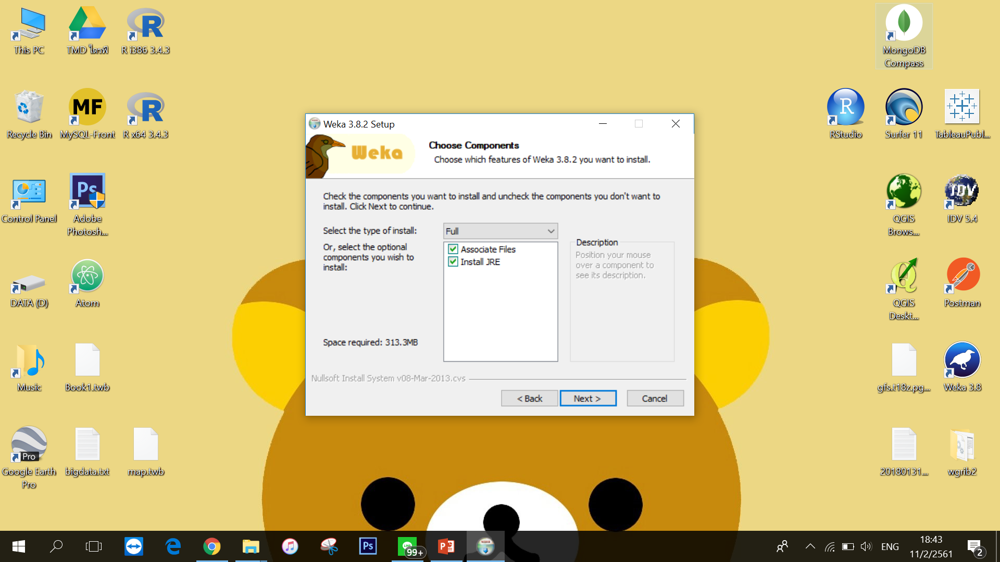 This PC
TMD ไดรฟ์
R i386 3.4.3
MongoDB
Compass
Recycle Bin
MF
MySQL-Front
R x64 3.4.3
RStudio
Surfer 11
TableauPubl...
Control Panel
Ps
Adobe
Photosh...
QGIS
Brows...
IDV
IDV 5.4
DATA (D)
Atom
QGIS
Deskt...
Postman
Music
Book1.twb
gfs.t18z.pg...
Weka 3.8
Pro
Google Earth
Pro
bigdata.txt
map.twb
20180131...
wgrib2
Weka 3.8.2 Setup
Weka
Choose Components
Choose which features of Weka 3.8.2 you want to install.
Check the components you want to install and uncheck the components you don't want to
install. Click Next to continue.
Select the type of install:
Full
Or, select the optional
components you wish to
install:
Associate Files
Install JRE
Description
Position your mouse
over a component to
see its description.
Space required: 313.3MB
Nullsoft Install System v08-Mar-2013.cvs
< Back
Next >
Cancel
Ps
99+
ENG
18:43
11/2/2561
2